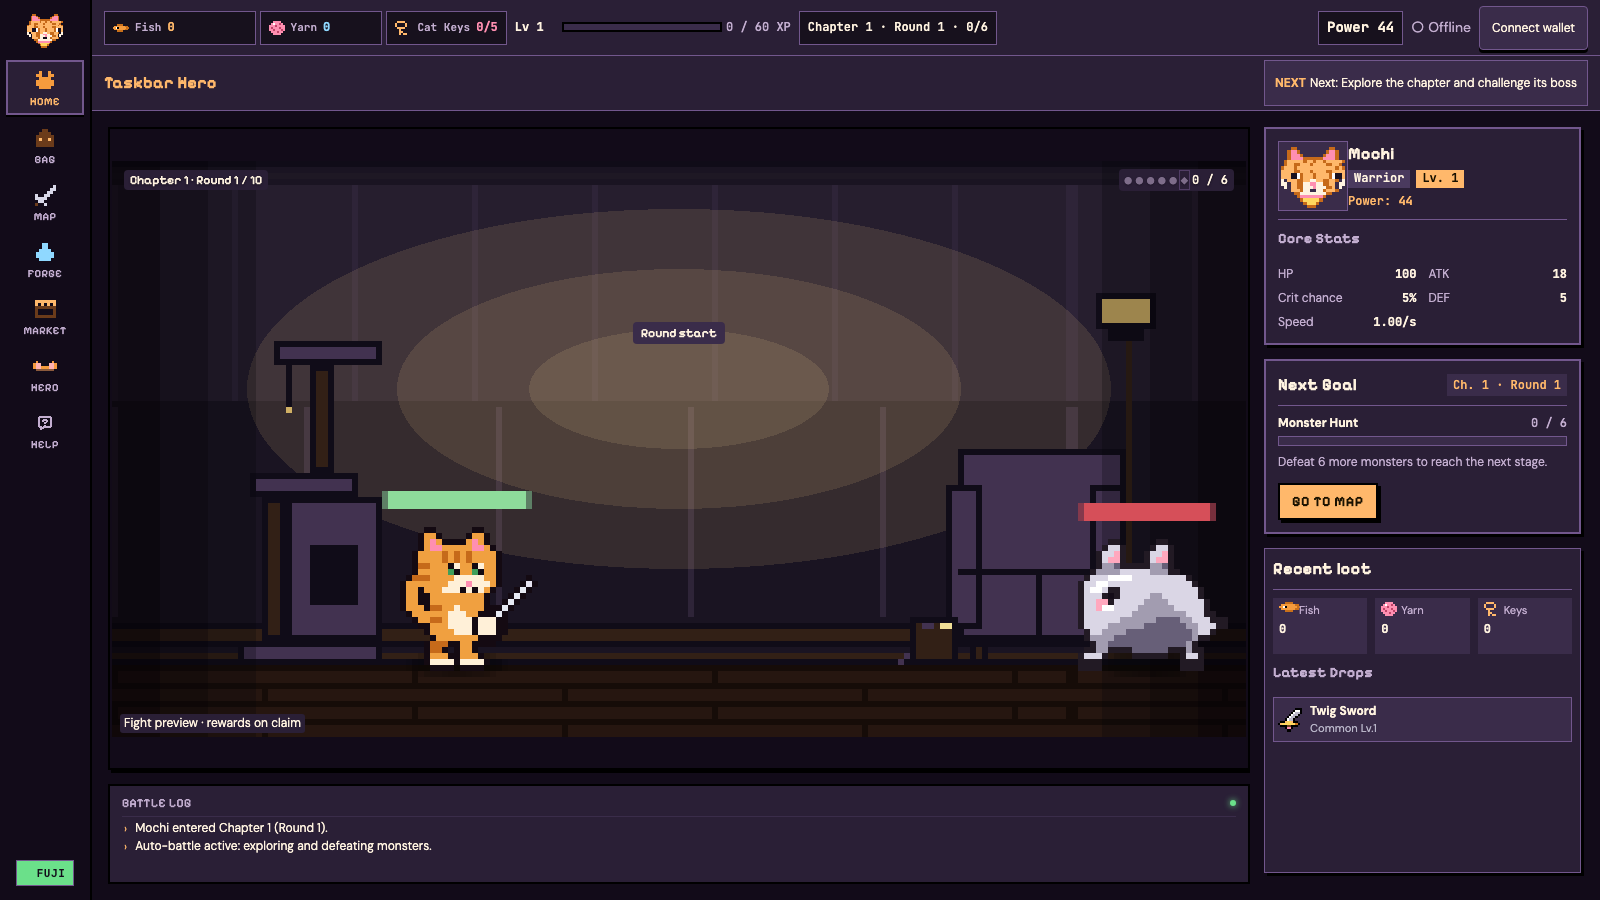 Fish 0
Yarn 0
Cat Keys 0/5
Lv 1
0 / 60 XP
Chapter 1 · Round 1 · 0/6
Power 44
Offline
Connect wallet
HOME
BAG
MAP
FORGE
MARKET
HERO
HELP
FUJI
Taskbar Hero
NEXT Next: Explore the chapter and challenge its boss
Chapter 1 · Round 1 / 10
0 / 6
Round start
Fight preview · rewards on claim
BATTLE LOG
› Mochi entered Chapter 1 (Round 1).
› Auto-battle active: exploring and defeating monsters.
Mochi
Warrior Lv. 1
Power: 44
Core Stats
HP 100 ATK 18
Crit chance 5% DEF 5
Speed 1.00/s
Next Goal Ch. 1 · Round 1
Monster Hunt 0 / 6
Defeat 6 more monsters to reach the next stage.
GO TO MAP
Recent loot
Fish Yarn Keys
0 0 0
Latest Drops
Twig Sword
Common Lv.1